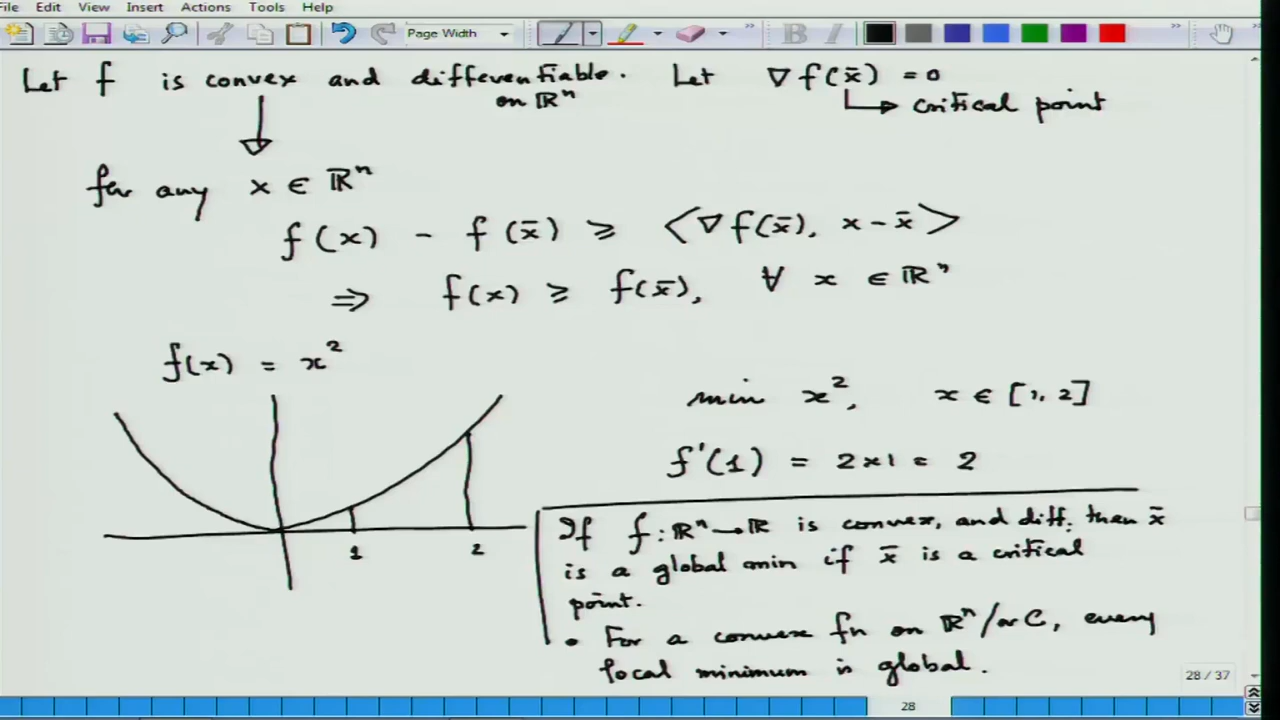 File Edit View Insert Actions Tools Help
Page Width
Let f is convex and differentiable. Let ∇f(x̄) = 0
on ℝⁿ
critical point
for any x ∈ ℝⁿ
f(x) - f(x̄) ≥ ⟨∇f(x̄), x - x̄⟩
⇒ f(x) ≥ f(x̄), ∀ x ∈ ℝⁿ
f(x) = x²
min x², x ∈ [1, 2]
f'(1) = 2×1 = 2
1 2
If f: ℝⁿ → ℝ is convex, and diff. then x̄
is a global min if x̄ is a critical
point.
• For a convex fn on ℝⁿ/or C, every
local minimum is global.
28 / 37
28